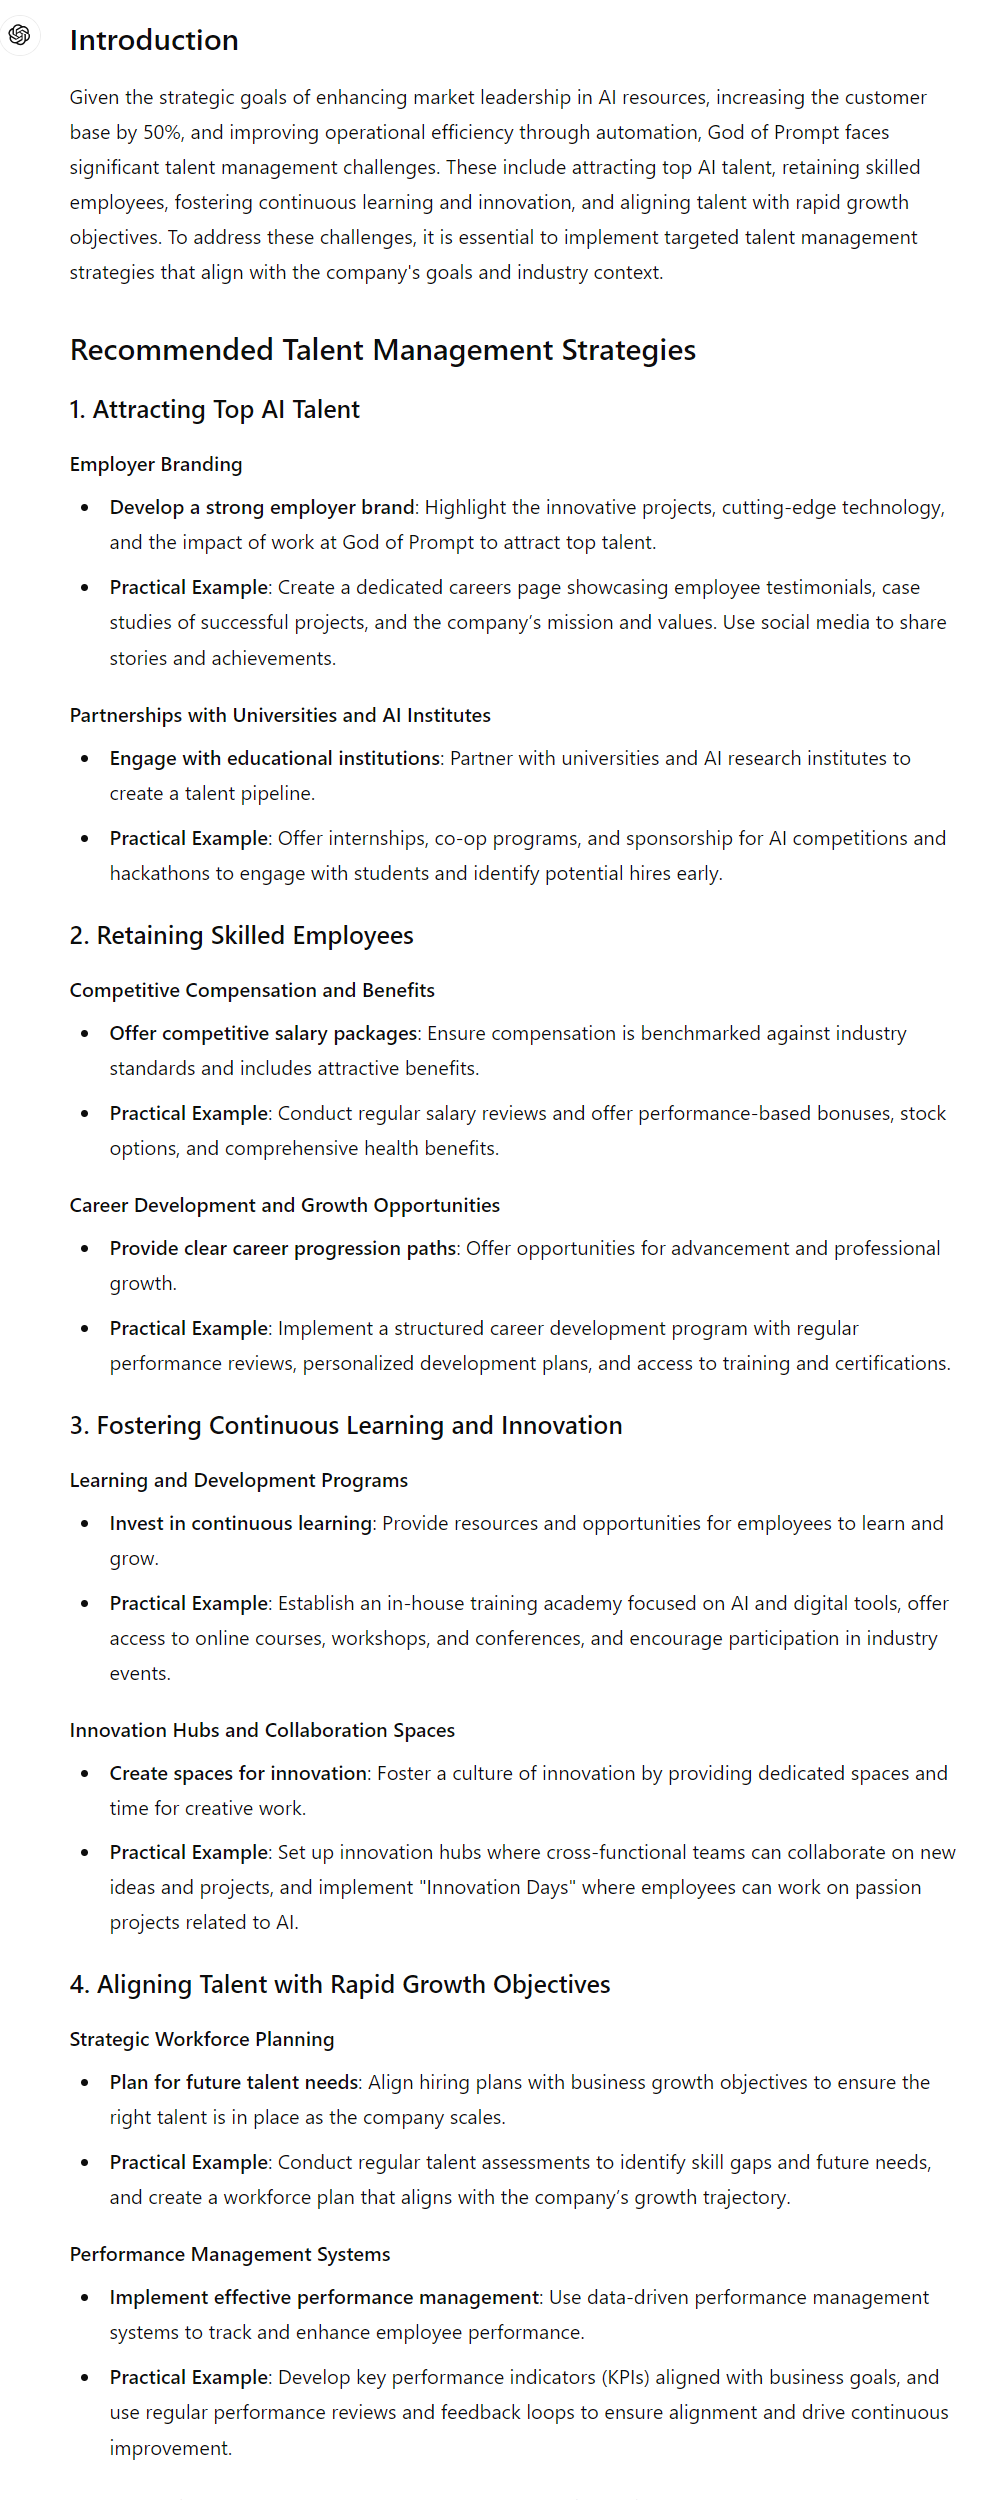 Introduction
Given the strategic goals of enhancing market leadership in AI resources, increasing the customer
base by 50%, and improving operational efficiency through automation, God of Prompt faces
significant talent management challenges. These include attracting top AI talent, retaining skilled
employees, fostering continuous learning and innovation, and aligning talent with rapid growth
objectives. To address these challenges, it is essential to implement targeted talent management
strategies that align with the company's goals and industry context.
Recommended Talent Management Strategies
1. Attracting Top AI Talent
Employer Branding
• Develop a strong employer brand: Highlight the innovative projects, cutting-edge technology,
and the impact of work at God of Prompt to attract top talent.
• Practical Example: Create a dedicated careers page showcasing employee testimonials, case
studies of successful projects, and the company’s mission and values. Use social media to share
stories and achievements.
Partnerships with Universities and AI Institutes
• Engage with educational institutions: Partner with universities and AI research institutes to
create a talent pipeline.
• Practical Example: Offer internships, co-op programs, and sponsorship for AI competitions and
hackathons to engage with students and identify potential hires early.
2. Retaining Skilled Employees
Competitive Compensation and Benefits
• Offer competitive salary packages: Ensure compensation is benchmarked against industry
standards and includes attractive benefits.
• Practical Example: Conduct regular salary reviews and offer performance-based bonuses, stock
options, and comprehensive health benefits.
Career Development and Growth Opportunities
• Provide clear career progression paths: Offer opportunities for advancement and professional
growth.
• Practical Example: Implement a structured career development program with regular
performance reviews, personalized development plans, and access to training and certifications.
3. Fostering Continuous Learning and Innovation
Learning and Development Programs
• Invest in continuous learning: Provide resources and opportunities for employees to learn and
grow.
• Practical Example: Establish an in-house training academy focused on AI and digital tools, offer
access to online courses, workshops, and conferences, and encourage participation in industry
events.
Innovation Hubs and Collaboration Spaces
• Create spaces for innovation: Foster a culture of innovation by providing dedicated spaces and
time for creative work.
• Practical Example: Set up innovation hubs where cross-functional teams can collaborate on new
ideas and projects, and implement "Innovation Days" where employees can work on passion
projects related to AI.
4. Aligning Talent with Rapid Growth Objectives
Strategic Workforce Planning
• Plan for future talent needs: Align hiring plans with business growth objectives to ensure the
right talent is in place as the company scales.
• Practical Example: Conduct regular talent assessments to identify skill gaps and future needs,
and create a workforce plan that aligns with the company’s growth trajectory.
Performance Management Systems
• Implement effective performance management: Use data-driven performance management
systems to track and enhance employee performance.
• Practical Example: Develop key performance indicators (KPIs) aligned with business goals, and
use regular performance reviews and feedback loops to ensure alignment and drive continuous
improvement.